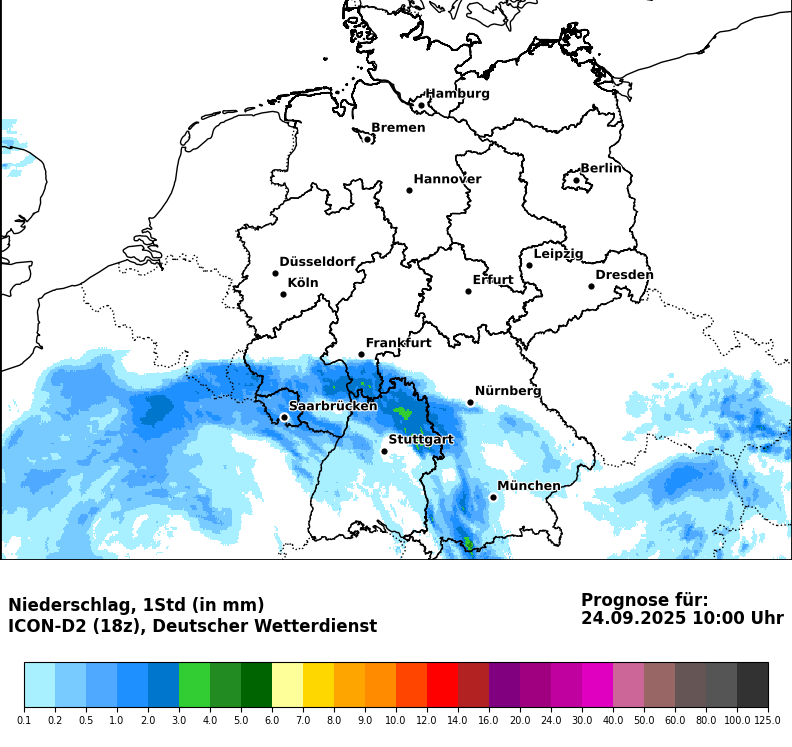 Hamburg
Bremen
Berlin
Hannover
Leipzig
Düsseldorf
Dresden
Köln
Erfurt
Frankfurt
Nürnberg
Saarbrücken
Stuttgart
München
Niederschlag, 1Std (in mm)
ICON-D2 (18z), Deutscher Wetterdienst
Prognose für:
24.09.2025 10:00 Uhr
0.1 0.2 0.5 1.0 2.0 3.0 4.0 5.0 6.0 7.0 8.0 9.0 10.0 12.0 14.0 16.0 20.0 24.0 30.0 40.0 50.0 60.0 80.0 100.0 125.0